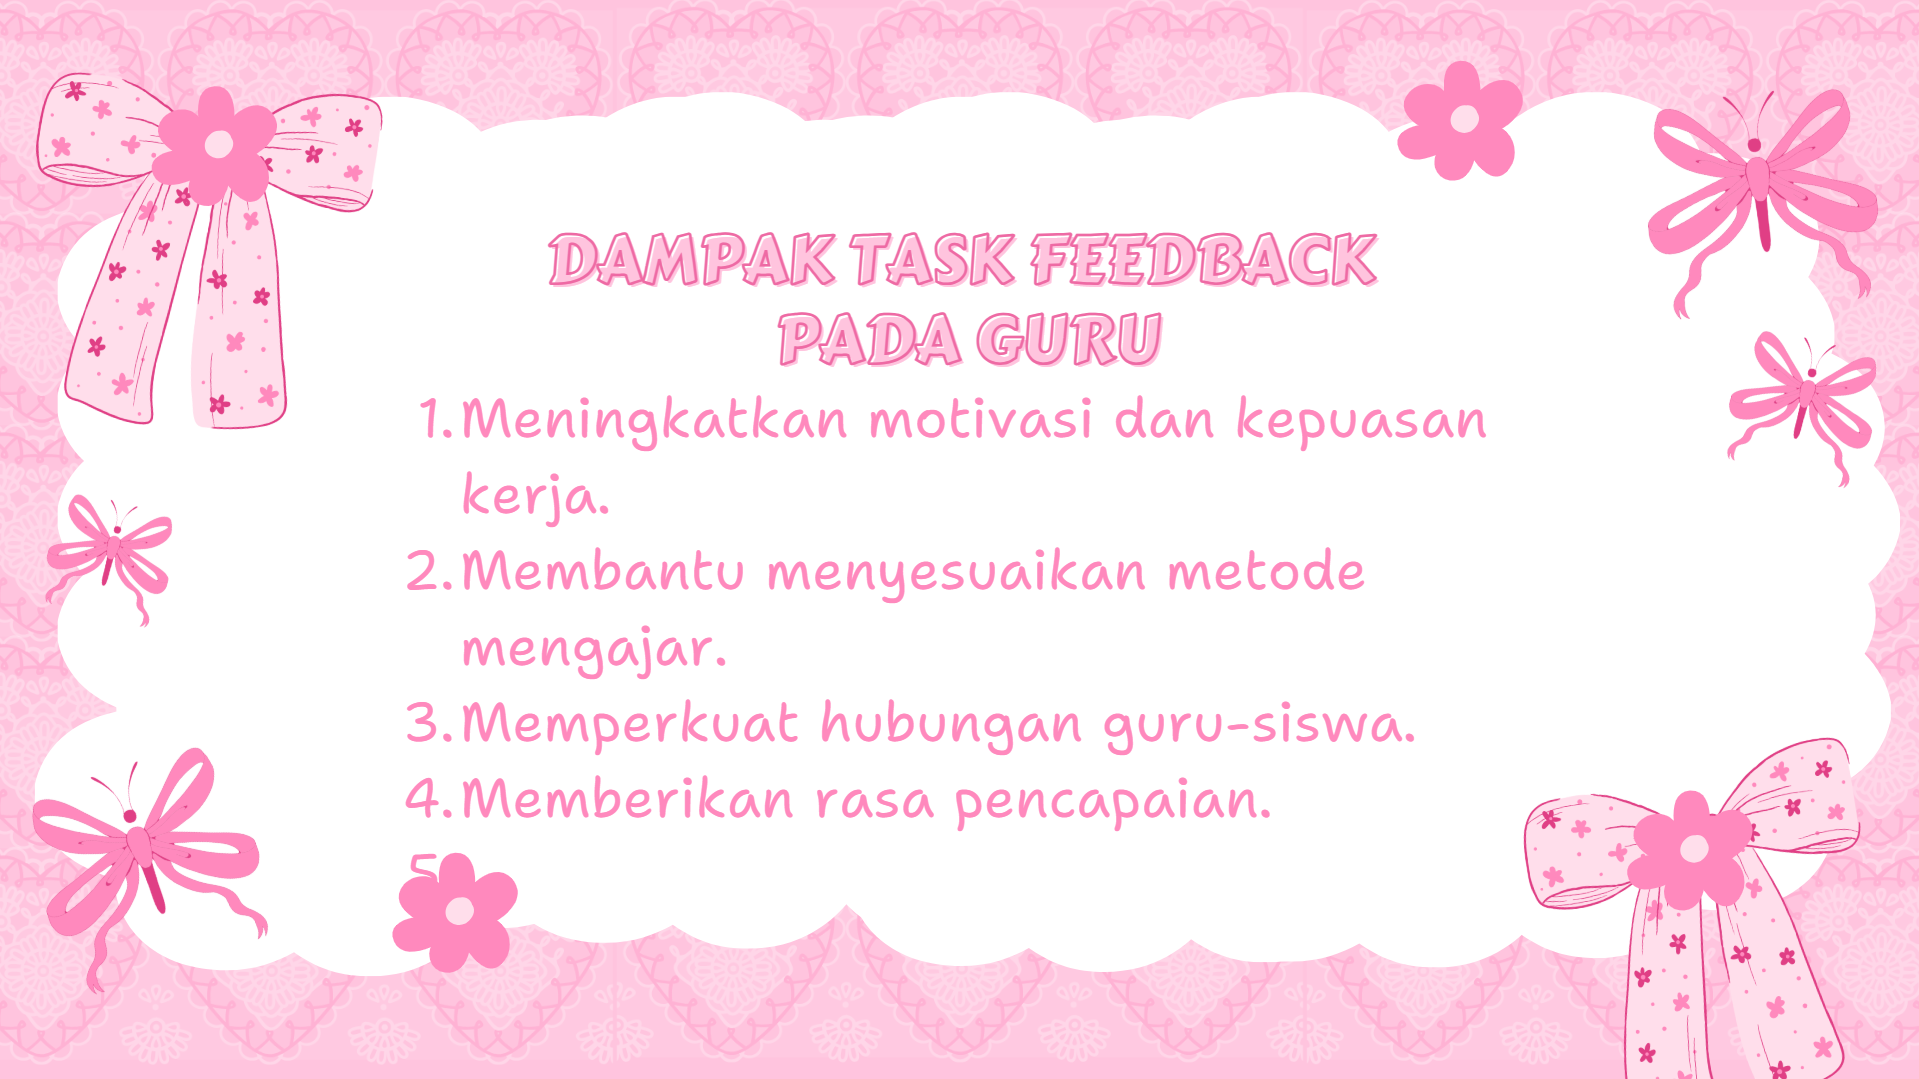 DAMPAK TASK FEEDBACK
PADA GURU
1. Meningkatkan motivasi dan kepuasan
kerja.
2. Membantu menyesuaikan metode
mengajar.
3. Memperkuat hubungan guru-siswa.
4. Memberikan rasa pencapaian.
5